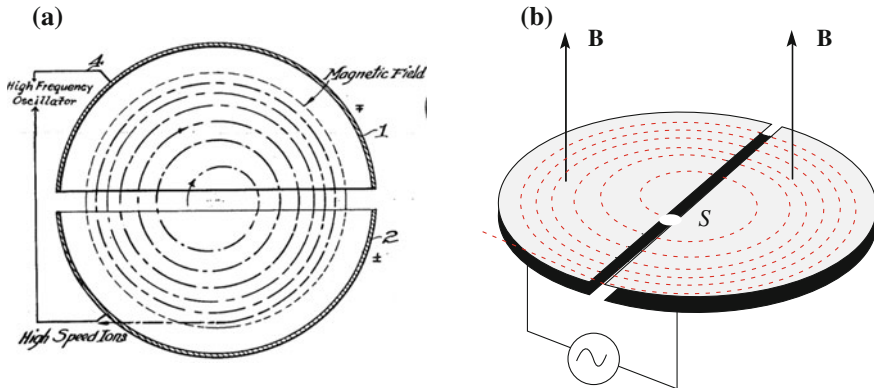 (a)
4
High Frequency
Oscillator
Magnetic Field
∓
1
2
±
High Speed Ions
(b)
B
B
S